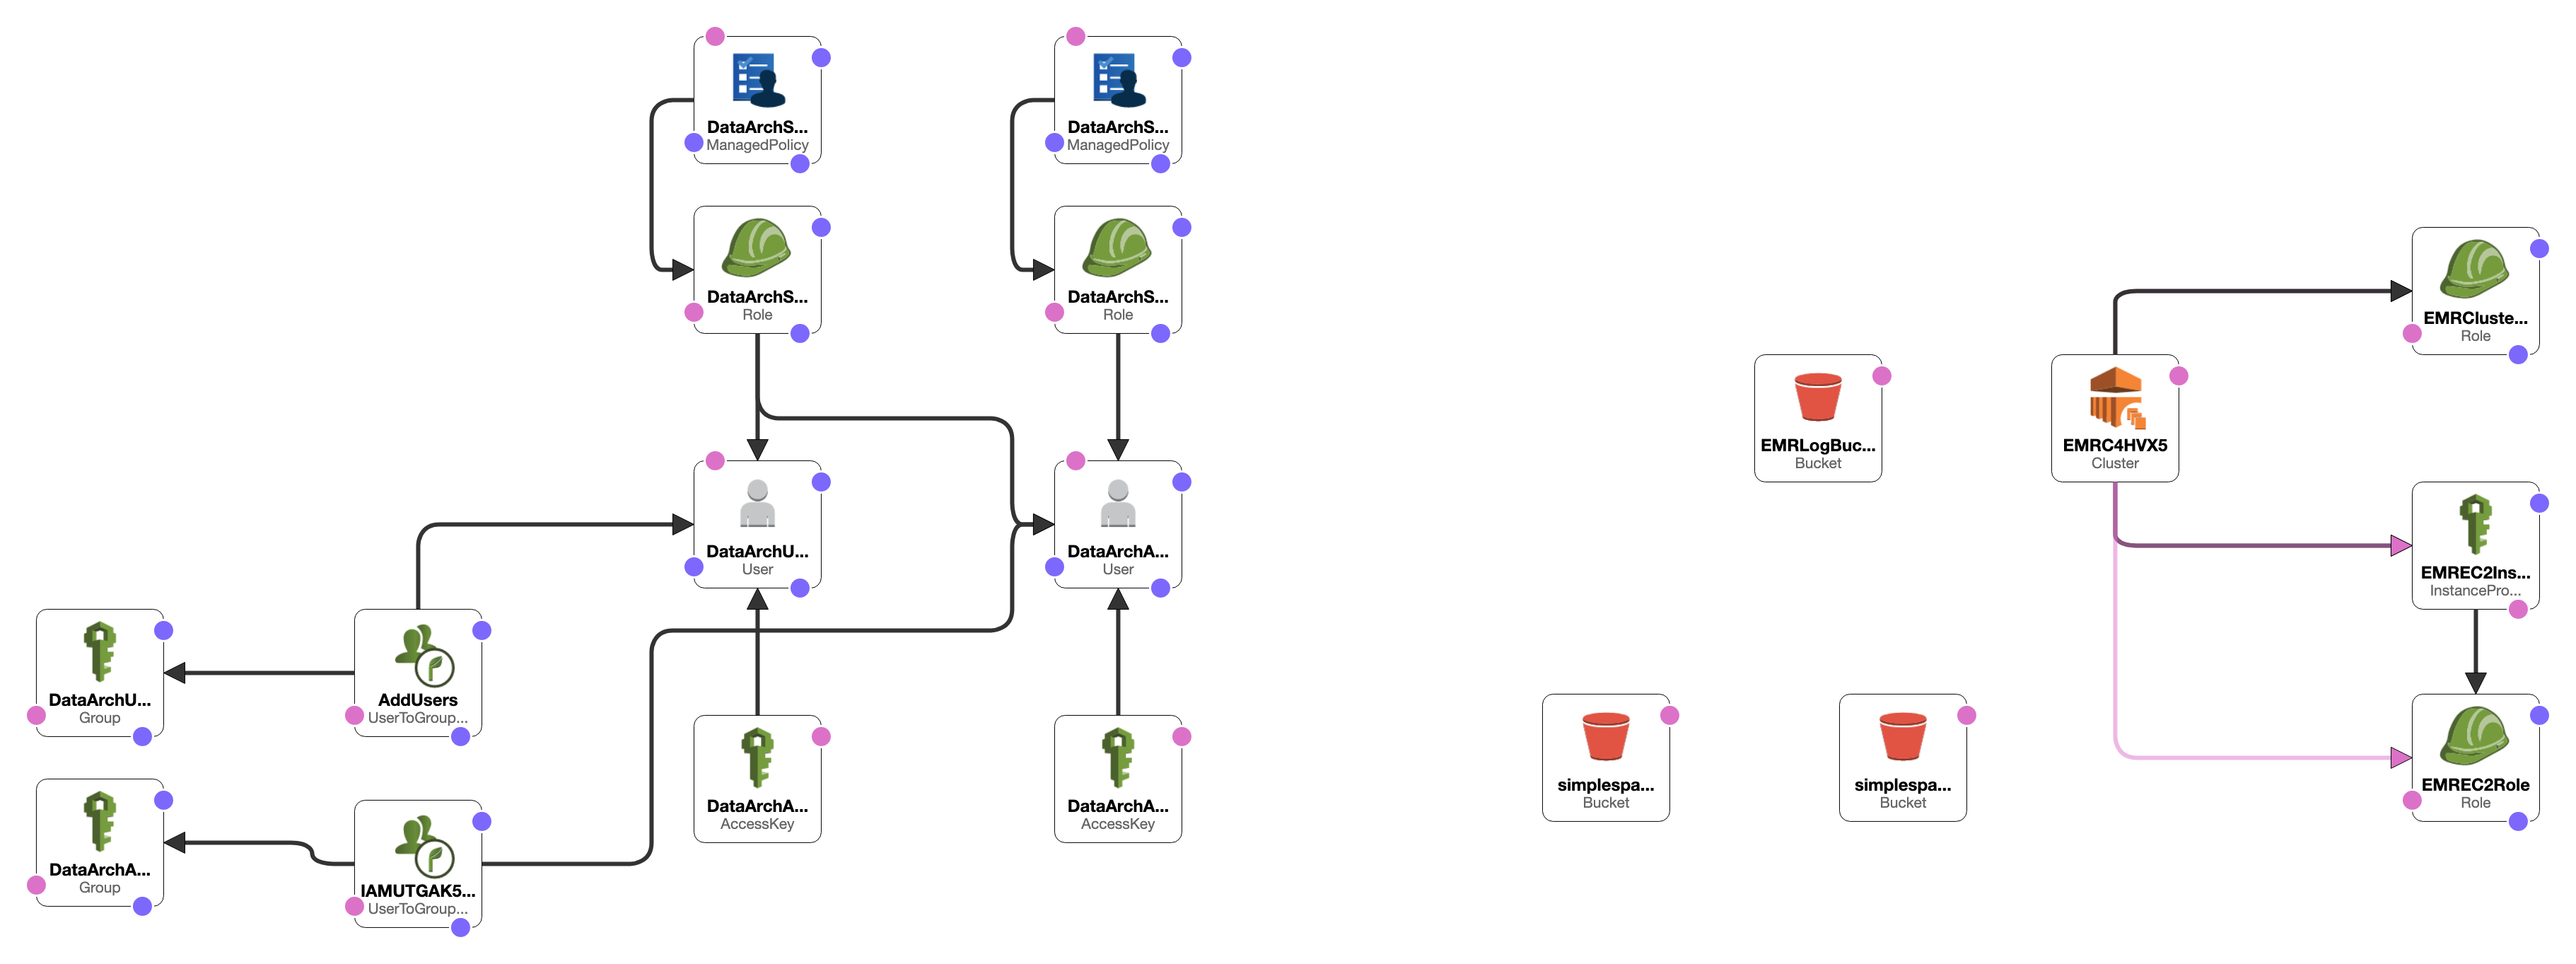 DataArchS...
ManagedPolicy
DataArchS...
ManagedPolicy
DataArchS...
Role
DataArchS...
Role
EMRCluste...
Role
EMRLogBuc...
Bucket
EMRC4HVX5
Cluster
DataArchU...
User
DataArchA...
User
EMREC2Ins...
InstancePro...
DataArchU...
Group
AddUsers
UserToGroup...
DataArchA...
AccessKey
DataArchA...
AccessKey
simplespa...
Bucket
simplespa...
Bucket
EMREC2Role
Role
DataArchA...
Group
IAMUTGAK5...
UserToGroup...